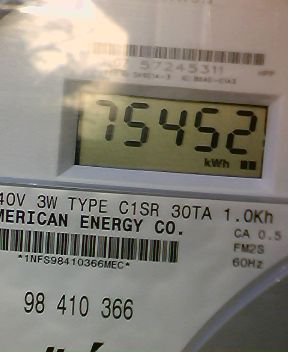 57245311
75452
kWh
40V 3W TYPE C1SR 30TA 1.0Kh
MERICAN ENERGY CO.
CA 0.5
*1NFS98410366MEC*
FM2S
60Hz
98 410 366